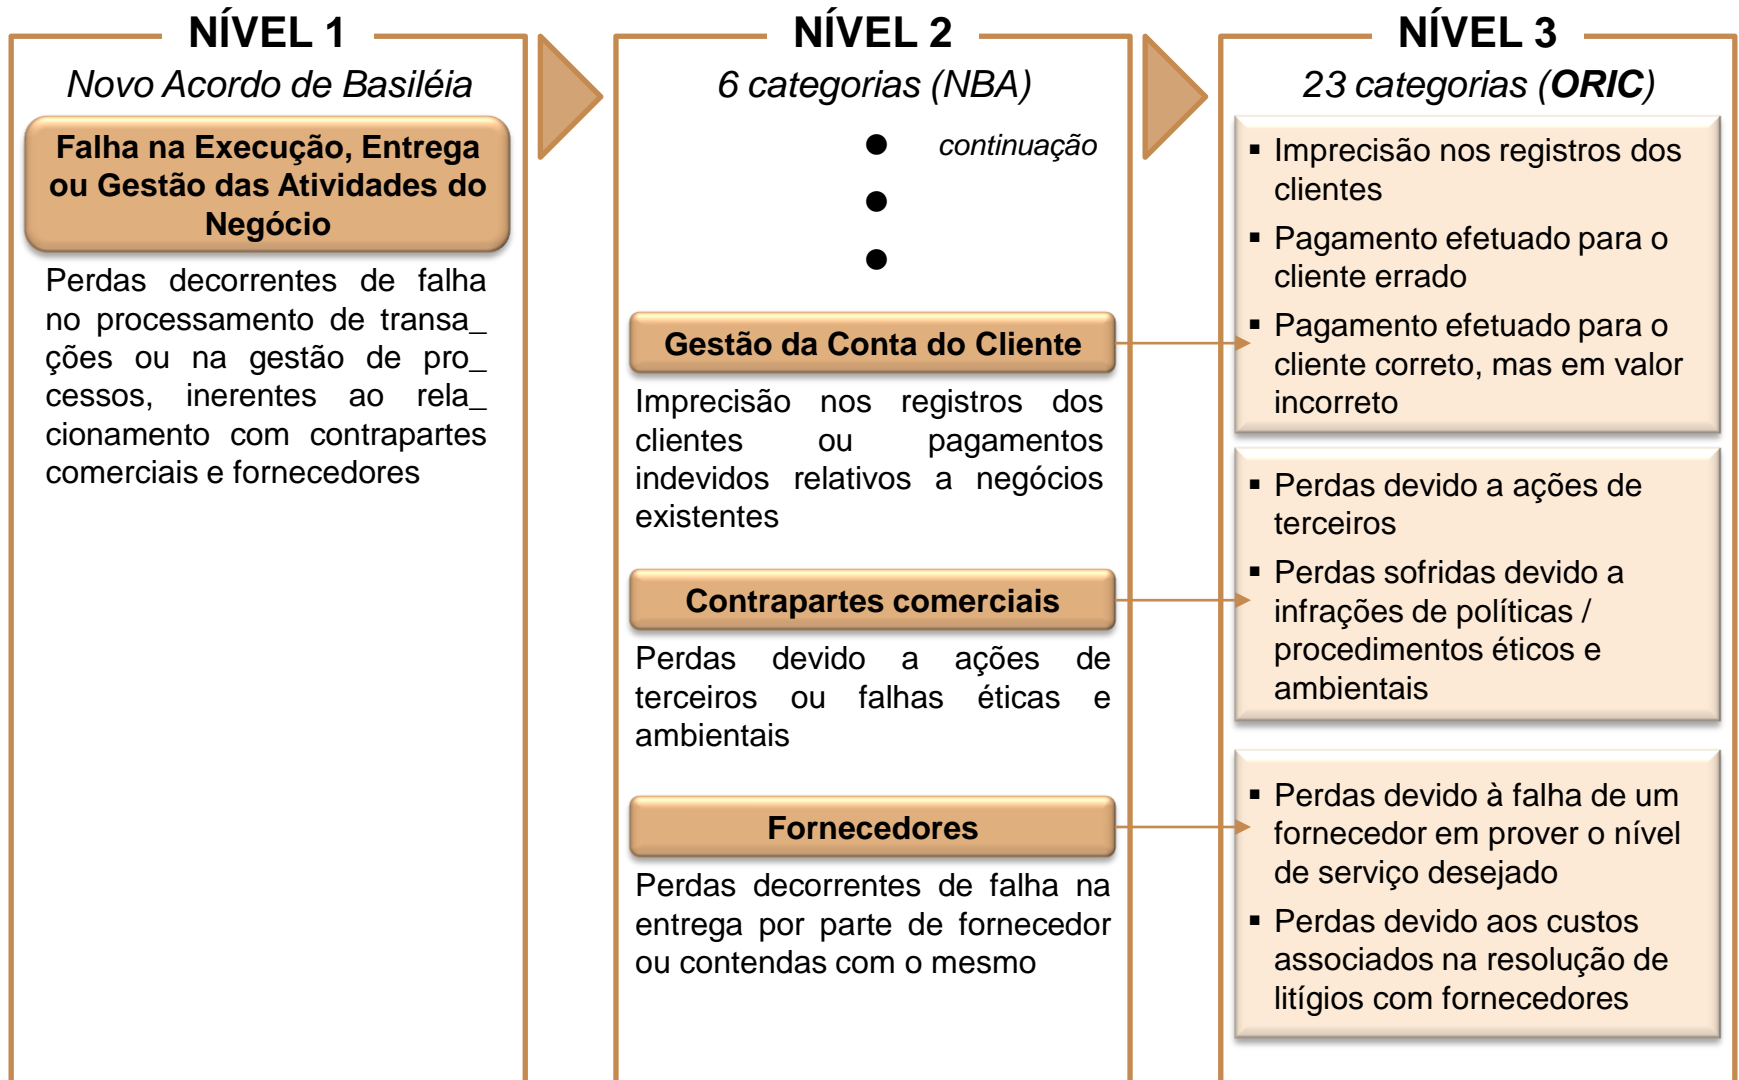 NÍVEL 1
Novo Acordo de Basiléia
Falha na Execução, Entrega
ou Gestão das Atividades do
Negócio
Perdas decorrentes de falha
no processamento de transa_
ções ou na gestão de pro_
cessos, inerentes ao rela_
cionamento com contrapartes
comerciais e fornecedores
NÍVEL 2
6 categorias (NBA)
● continuação
●
●
Gestão da Conta do Cliente
Imprecisão nos registros dos
clientes ou pagamentos
indevidos relativos a negócios
existentes
Contrapartes comerciais
Perdas devido a ações de
terceiros ou falhas éticas e
ambientais
Fornecedores
Perdas decorrentes de falha na
entrega por parte de fornecedor
ou contendas com o mesmo
NÍVEL 3
23 categorias (ORIC)
▪ Imprecisão nos registros dos
clientes
▪ Pagamento efetuado para o
cliente errado
▪ Pagamento efetuado para o
cliente correto, mas em valor
incorreto
▪ Perdas devido a ações de
terceiros
▪ Perdas sofridas devido a
infrações de políticas /
procedimentos éticos e
ambientais
▪ Perdas devido à falha de um
fornecedor em prover o nível
de serviço desejado
▪ Perdas devido aos custos
associados na resolução de
litígios com fornecedores